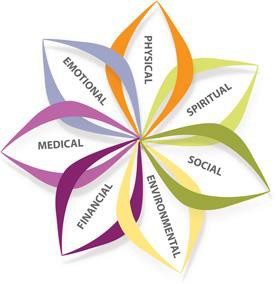 PHYSICAL
SPIRITUAL
SOCIAL
ENVIRONMENTAL
FINANCIAL
MEDICAL
EMOTIONAL